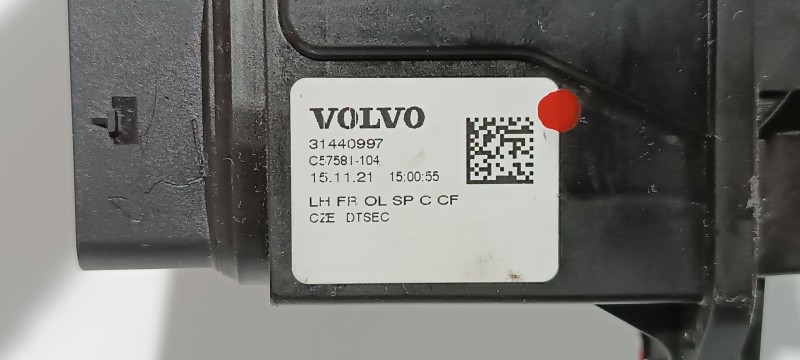 VOLVO
31440997
C57581-104
15.11.21 15:00:55
LH FR OL SP C CF
CZE DTSEC